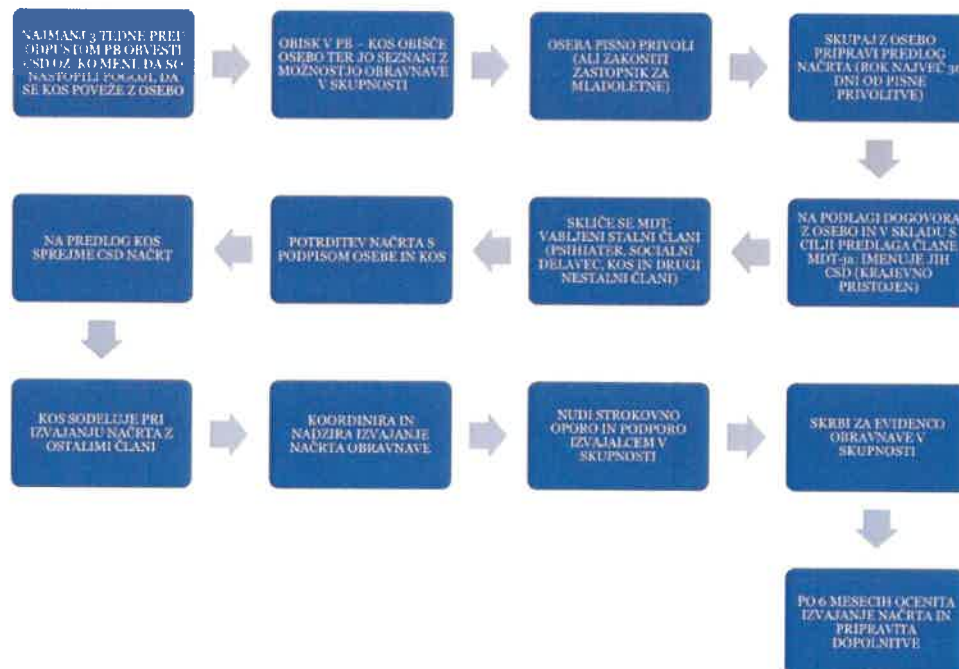 NAJMANJ 3 TEDNE PRED
ODPUSTOM PB OBVESTI
CSD OZ. KO MENI, DA SO
NASTOPILI POGOJI, DA
SE KOS POVEŽE Z OSEBO
OBISK V PB – KOS OBIŠČE
OSEBO TER JO SEZNANI Z
MOŽNOSTJO OBRAVNAVE
V SKUPNOSTI
OSEBA PISNO PRIVOLI
(ALI ZAKONITI
ZASTOPNIK ZA
MLADOLETNE)
SKUPAJ Z OSEBO
PRIPRAVI PREDLOG
NAČRTA (ROK NAJVEČ
DNI OD PISNE
PRIVOLITVE)
NA PODLAGI DOGOVORA
Z OSEBO IN V SKLADU S
CILJI PREDLAGA ČLANE
MDT-ja: IMENUJE JIH
CSD (KRAJEVNO
PRISTOJEN)
SKLIČE SE MDT:
VABLJENI STALNI ČLANI
(PSIHIATER, SOCIALNI
DELAVEC, KOS IN DRUGI
NESTALNI ČLANI)
POTRDITEV NAČRTA S
PODPISOM OSEBE IN KOS
NA PREDLOG KOS
SPREJME CSD NAČRT
KOS SODELUJE PRI
IZVAJANJU NAČRTA Z
OSTALIMI ČLANI
KOORDINIRA IN
NADZIRA IZVAJANJE
NAČRTA OBRAVNAVE
NUDI STROKOVNO
OPORO IN PODPORO
IZVAJALCEM V
SKUPNOSTI
SKRBI ZA EVIDENCO
OBRAVNAVE V
SKUPNOSTI
PO 6 MESECIH OCENITA
IZVAJANJE NAČRTA IN
PRIPRAVITA
DOPOLNITVE